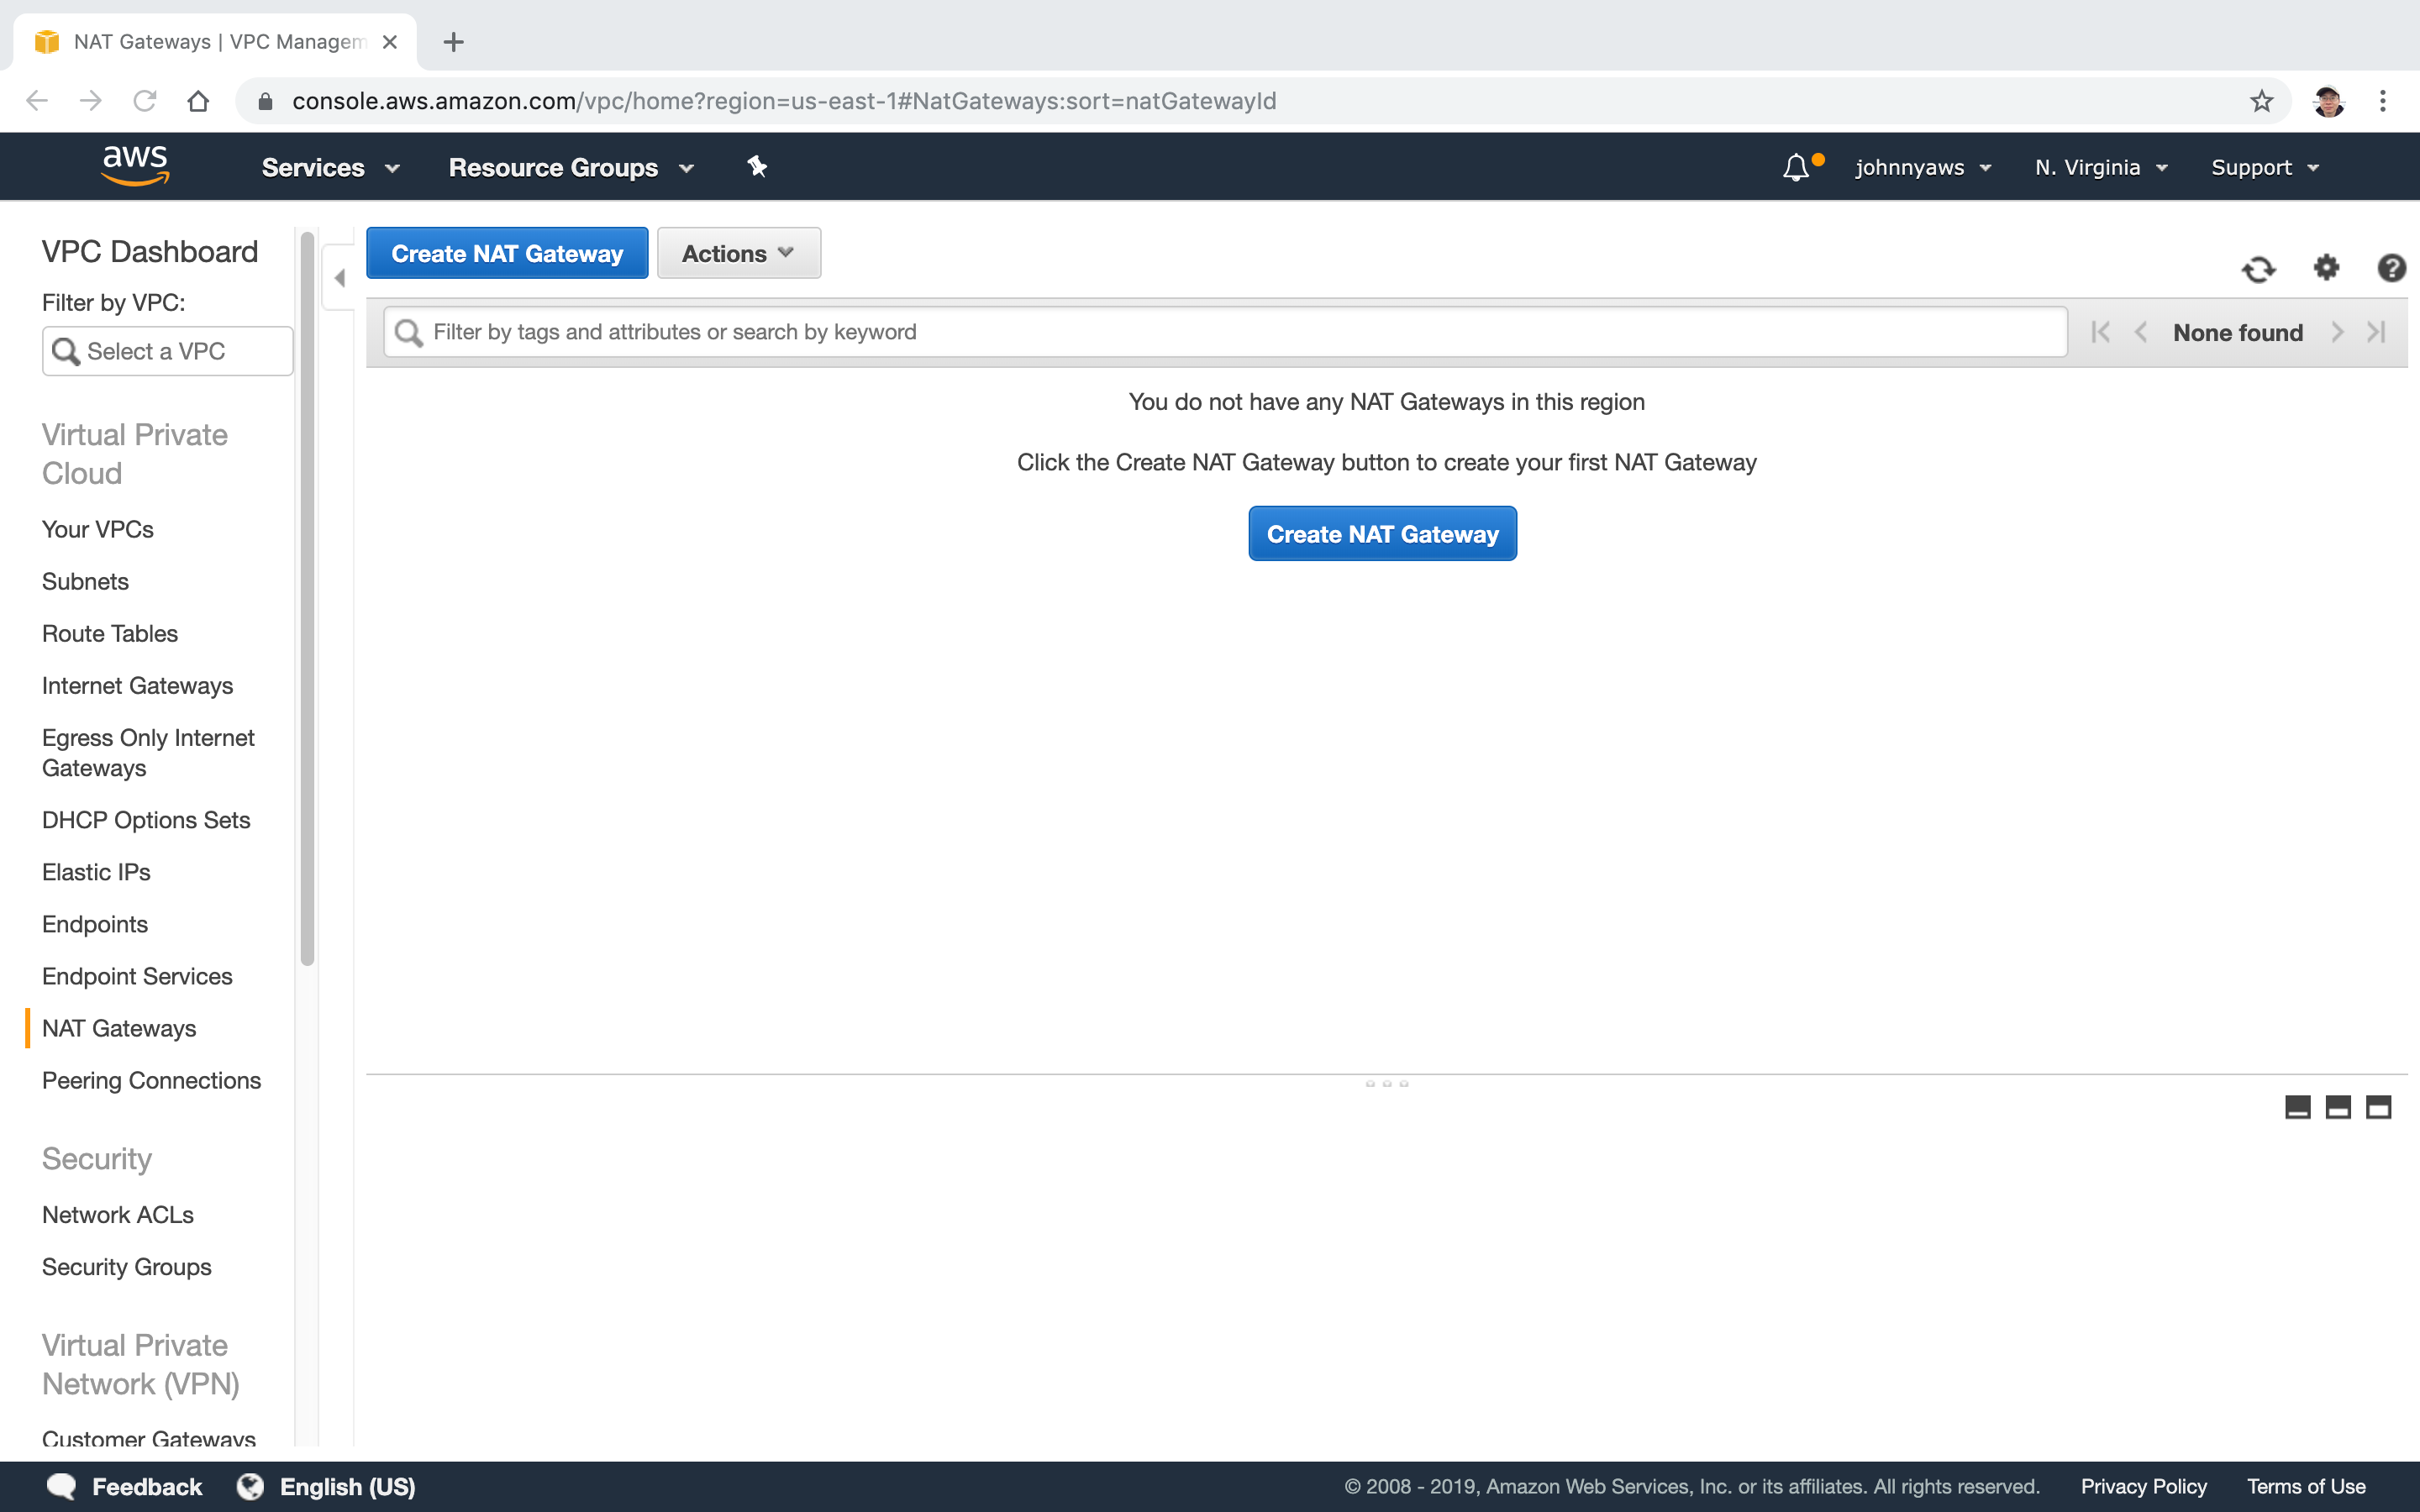 NAT Gateways | VPC Managem
console.aws.amazon.com/vpc/home?region=us-east-1#NatGateways:sort=natGatewayId
aws
Services
Resource Groups
johnnyaws
N. Virginia
Support
VPC Dashboard
Filter by VPC:
Select a VPC
Virtual Private
Cloud
Your VPCs
Subnets
Route Tables
Internet Gateways
Egress Only Internet
Gateways
DHCP Options Sets
Elastic IPs
Endpoints
Endpoint Services
NAT Gateways
Peering Connections
Security
Network ACLs
Security Groups
Virtual Private
Network (VPN)
Customer Gateways
Create NAT Gateway
Actions
Filter by tags and attributes or search by keyword
None found
You do not have any NAT Gateways in this region
Click the Create NAT Gateway button to create your first NAT Gateway
Create NAT Gateway
Feedback
English (US)
© 2008 - 2019, Amazon Web Services, Inc. or its affiliates. All rights reserved.
Privacy Policy
Terms of Use